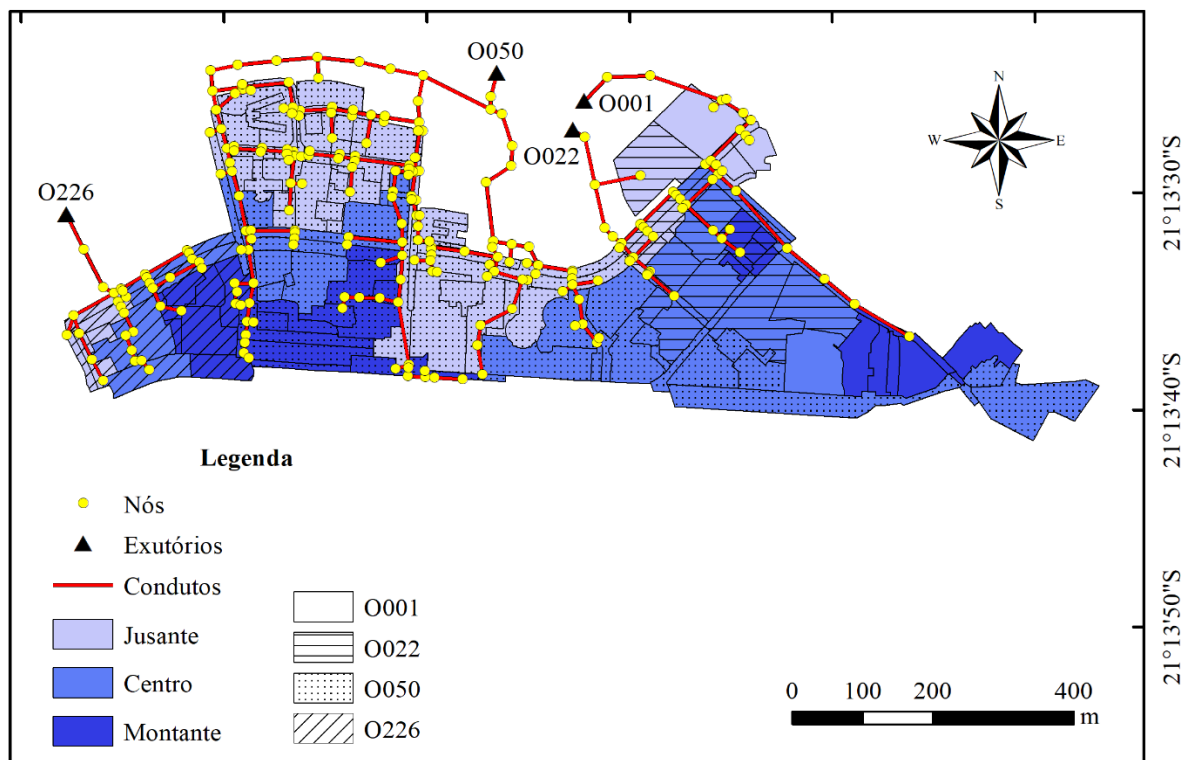 O050
O001
O022
O226
N
W
E
S
21°13'30"S
21°13'40"S
21°13'50"S
Legenda
Nós
Exutórios
Condutos
Jusante
Centro
Montante
O001
O022
O050
O226
0 100 200 400
m